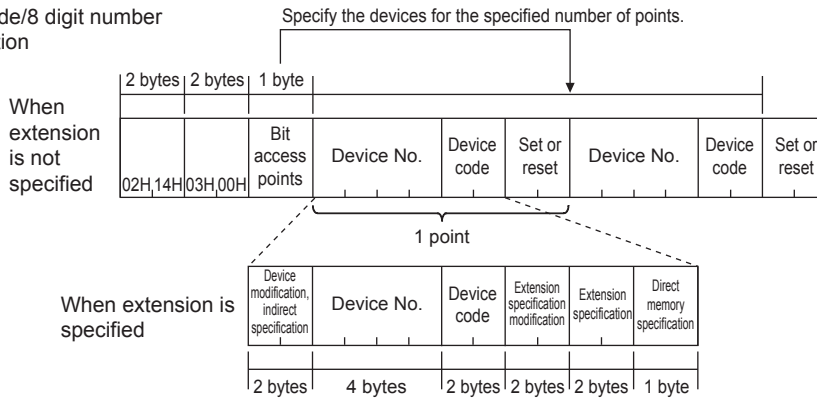 de/8 digit number
tion
Specify the devices for the specified number of points.
2 bytes 2 bytes 1 byte
When
extension
is not
specified
02H,14H 03H,00H
Bit
access
points
Device No.
Device
code
Set or
reset
Device No.
Device
code
Set or
reset
1 point
When extension is
specified
Device
modification,
indirect
specification
Device No.
Device
code
Extension
specification
modification
Extension
specification
Direct
memory
specification
2 bytes 4 bytes 2 bytes 2 bytes 2 bytes 1 byte